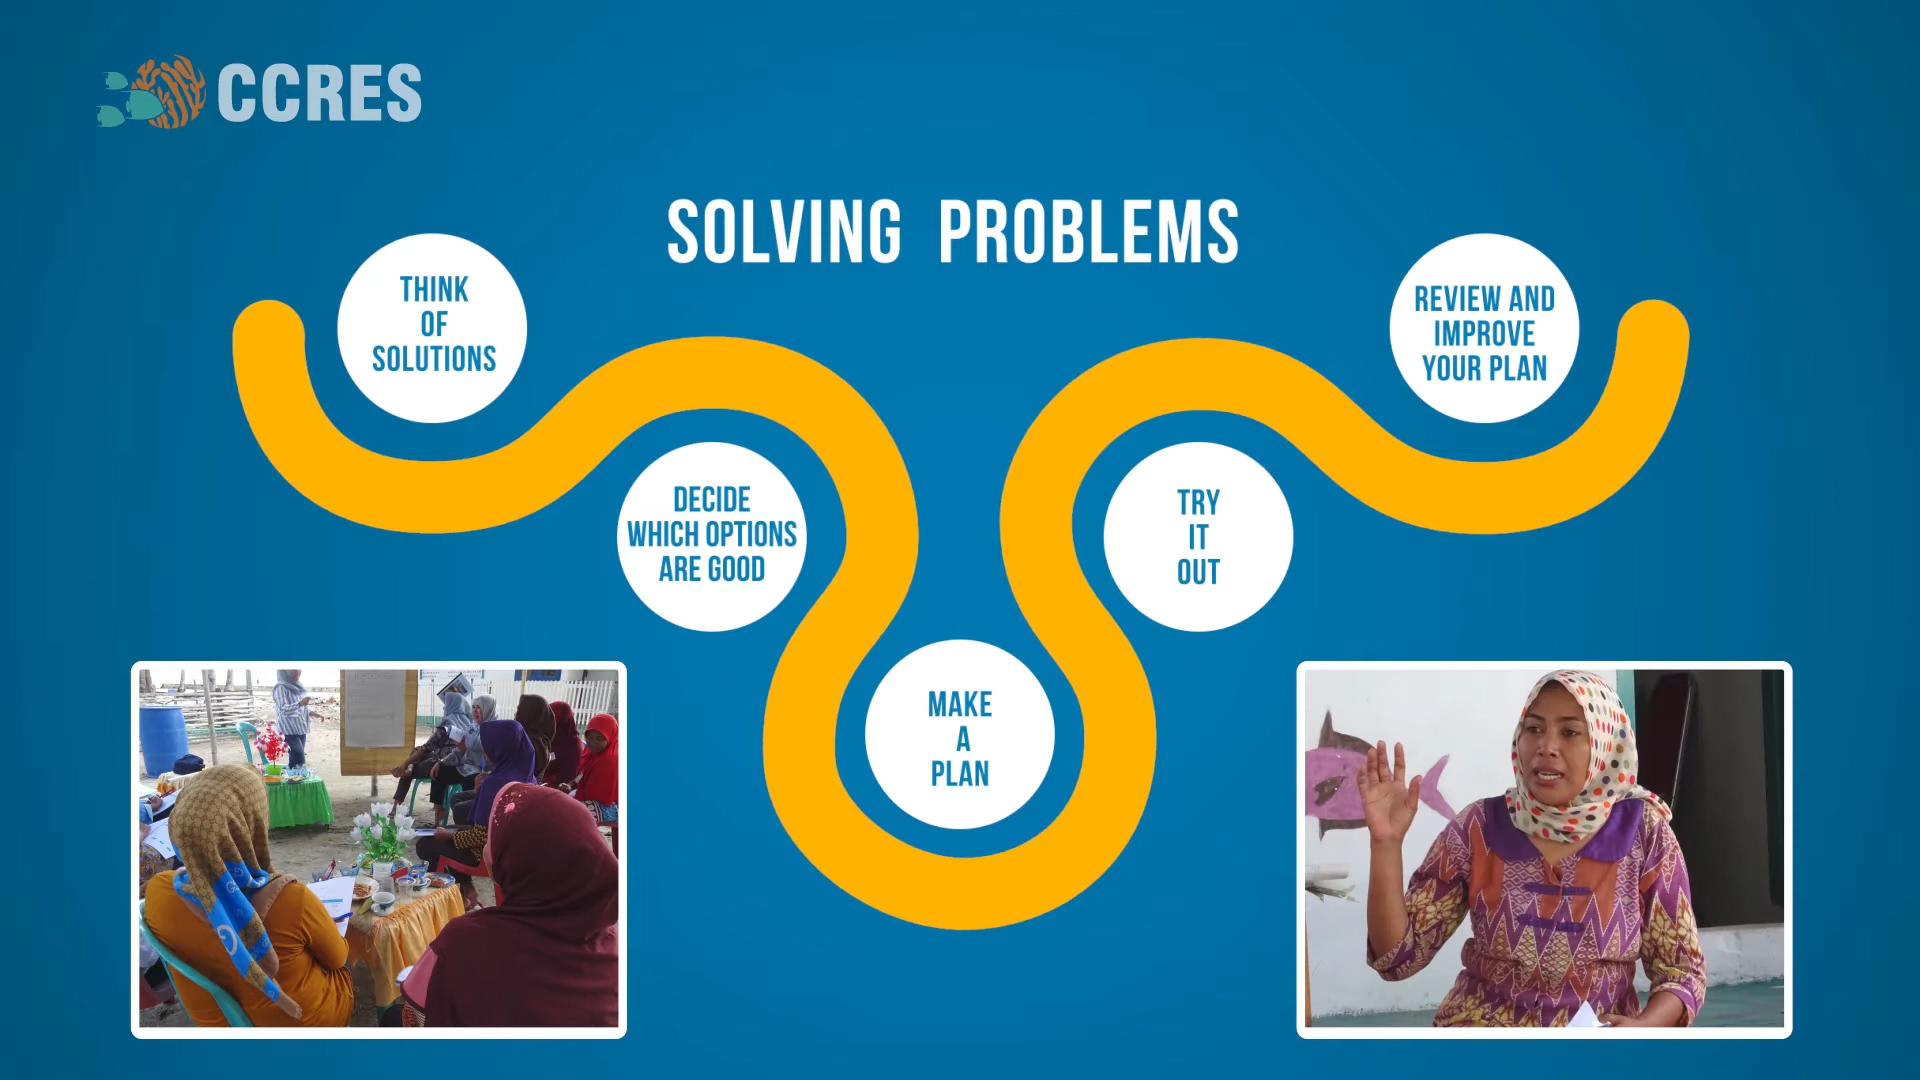 CCRES
SOLVING PROBLEMS
THINK
OF
SOLUTIONS
DECIDE
WHICH OPTIONS
ARE GOOD
MAKE
A
PLAN
TRY
IT
OUT
REVIEW AND
IMPROVE
YOUR PLAN